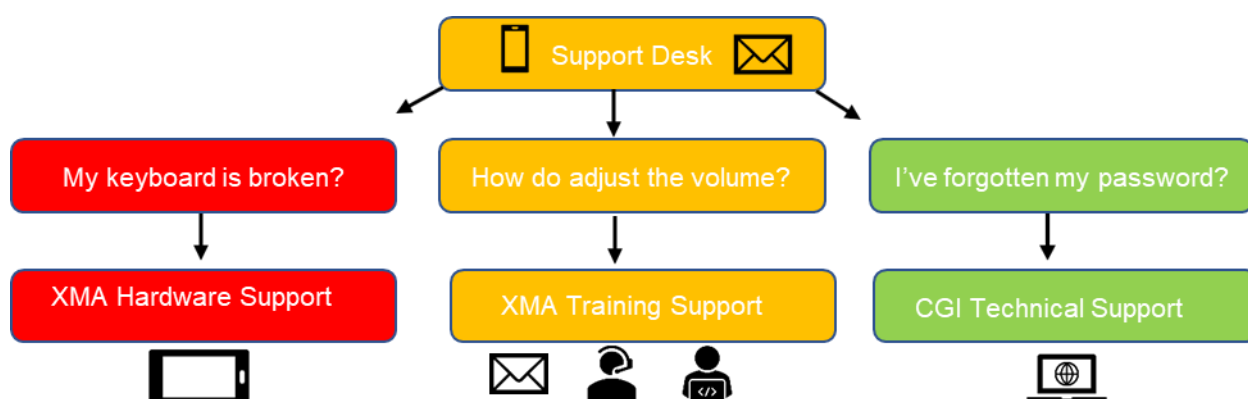 Support Desk
My keyboard is broken?
How do adjust the volume?
I've forgotten my password?
XMA Hardware Support
XMA Training Support
CGI Technical Support